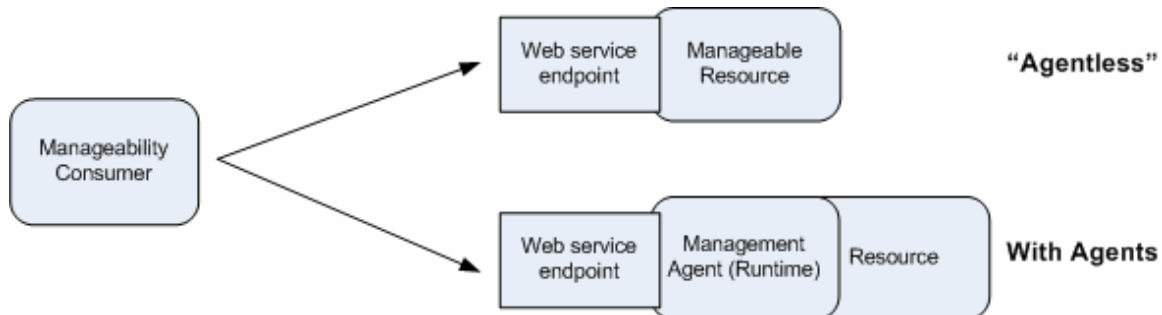 Manageability
Consumer
Web service
endpoint
Manageable
Resource
“Agentless”
Web service
endpoint
Management
Agent (Runtime)
Resource
With Agents